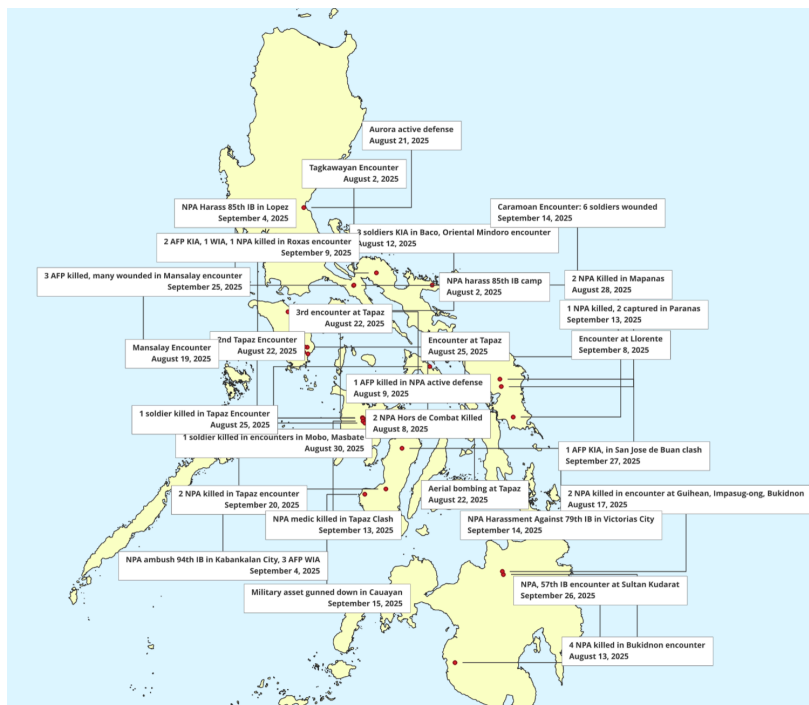 Aurora active defense
August 21, 2025
Tagkawayan Encounter
August 2, 2025
NPA Harass 85th IB in Lopez
September 4, 2025
Caramoan Encounter: 6 soldiers wounded
September 14, 2025
3 soldiers KIA in Baco, Oriental Mindoro encounter
August 12, 2025
2 AFP KIA, 1 WIA, 1 NPA killed in Roxas encounter
September 9, 2025
3 AFP killed, many wounded in Mansalay encounter
September 25, 2025
NPA harass 85th IB camp
August 2, 2025
2 NPA Killed in Mapanas
August 28, 2025
1 NPA killed, 2 captured in Paranas
September 13, 2025
3rd encounter at Tapaz
August 22, 2025
Mansalay Encounter
August 19, 2025
2nd Tapaz Encounter
August 22, 2025
Encounter at Tapaz
August 25, 2025
Encounter at Llorente
September 8, 2025
1 AFP killed in NPA active defense
August 9, 2025
1 soldier killed in Tapaz Encounter
August 25, 2025
2 NPA Hors de Combat Killed
August 8, 2025
1 soldier killed in encounters in Mobo, Masbate
August 30, 2025
1 AFP KIA, in San Jose de Buan clash
September 27, 2025
2 NPA killed in Tapaz encounter
September 20, 2025
Aerial bombing at Tapaz
August 22, 2025
2 NPA killed in encounter at Guihean, Impasug-ong, Bukidnon
August 17, 2025
NPA medic killed in Tapaz Clash
September 13, 2025
NPA Harassment Against 79th IB in Victorias City
September 14, 2025
NPA ambush 94th IB in Kabankalan City, 3 AFP WIA
September 4, 2025
Military asset gunned down in Cauayan
September 15, 2025
NPA, 57th IB encounter at Sultan Kudarat
September 26, 2025
4 NPA killed in Bukidnon encounter
August 13, 2025